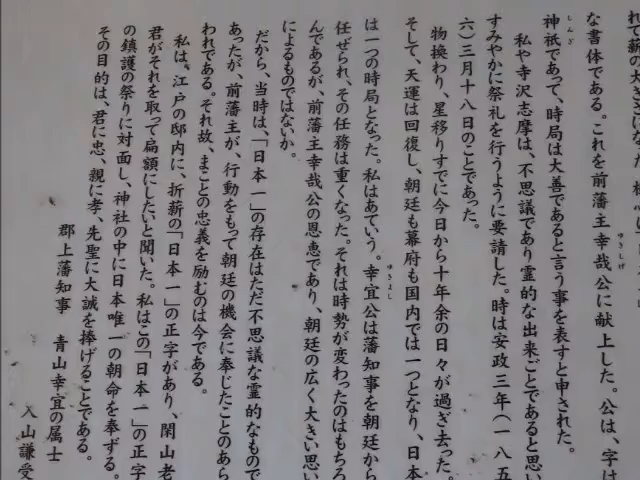 れて薪の大きさになった。
な書体である。これを前藩主幸哉公に献上した。公は、字は
ゆきしげ
神祇であって、時局は大善であると言う事を表すと申された。
しんぎ
私や寺沢志摩は、不思議であり霊的な出来ごとであると思い
すみやかに祭礼を行うように要請した。時は安政三年(一八五
六)三月十八日のことであった。
物換わり、星移りすでに今日から十年余の日々が過ぎ去った。
そして、天運は回復し、朝廷も幕府も国内では一つとなり、日本
は一つの時局となった。私はあていう。幸宜公は藩知事を朝廷から
ゆきよし
任ぜられ、その任務は重くなった。それは時勢が変わったのはもちろ
んであるが、前藩主幸哉公の恩恵であり、朝廷の広く大きい思い
によるものではないか。
だから、当時は、「日本一」の存在はただ不思議な霊的なもので
あったが、前藩主が、行動をもって朝廷の機会に奉じたことのあら
われである。それ故、まことの忠義を励むのは今である。
私は、江戸の邸内に、折薪の「日本一」の正字があり、閑山老
君がそれを取って扁額にしたいと聞いた。私はこの「日本一」の正字
の鎮護の祭りに対面し、神社の中に日本唯一の朝命を奉ずる。
その目的は、君に忠、親に孝、先聖に大誠を捧げることである。
郡上藩知事 青山幸宜の属士
入山謙受